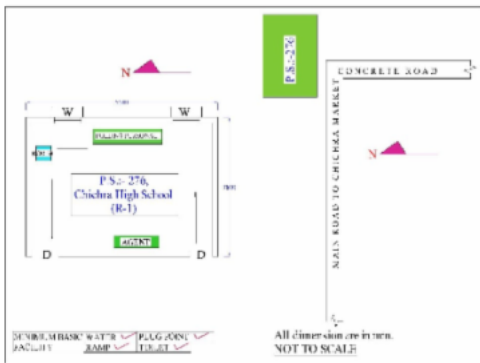 N
W
W
P.S.:- 276,
Chichra High School
(R-1)
AGENT
D
D
MINIMUM BASIC
FACILITY
WATER
PLUG POINT
RAMP
TOILET
P.S.:- 276
CONCRETE ROAD
MAIN ROAD TO CHICHRA MARKET
N
All dimension are in mm.
NOT TO SCALE